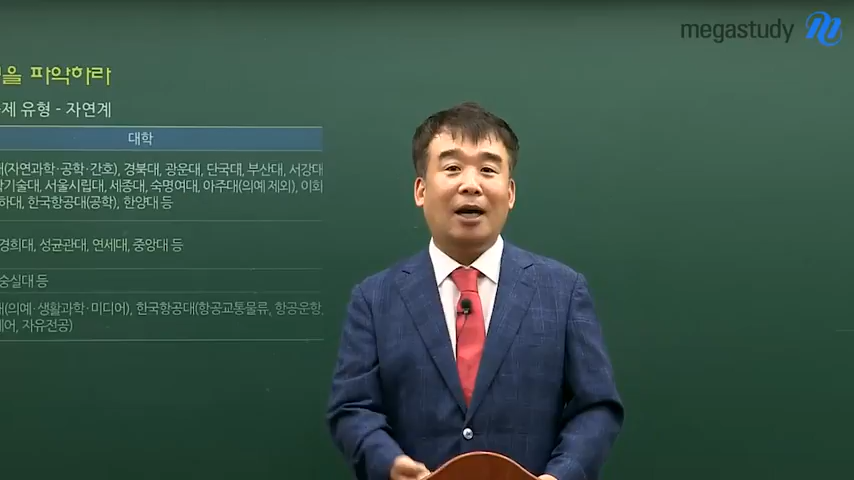 megastudy
을 파악하라
제 유형 - 자연계
대학
(자연과학·공학·간호), 경북대, 광운대, 단국대, 부산대, 서강대
기술대, 서울시립대, 세종대, 숙명여대, 아주대(의예 제외), 이화
하대, 한국항공대(공학), 한양대 등
경희대, 성균관대, 연세대, 중앙대 등
숭실대 등
(의예·생활과학·미디어), 한국항공대(항공교통물류, 항공운항,
어, 자유전공)